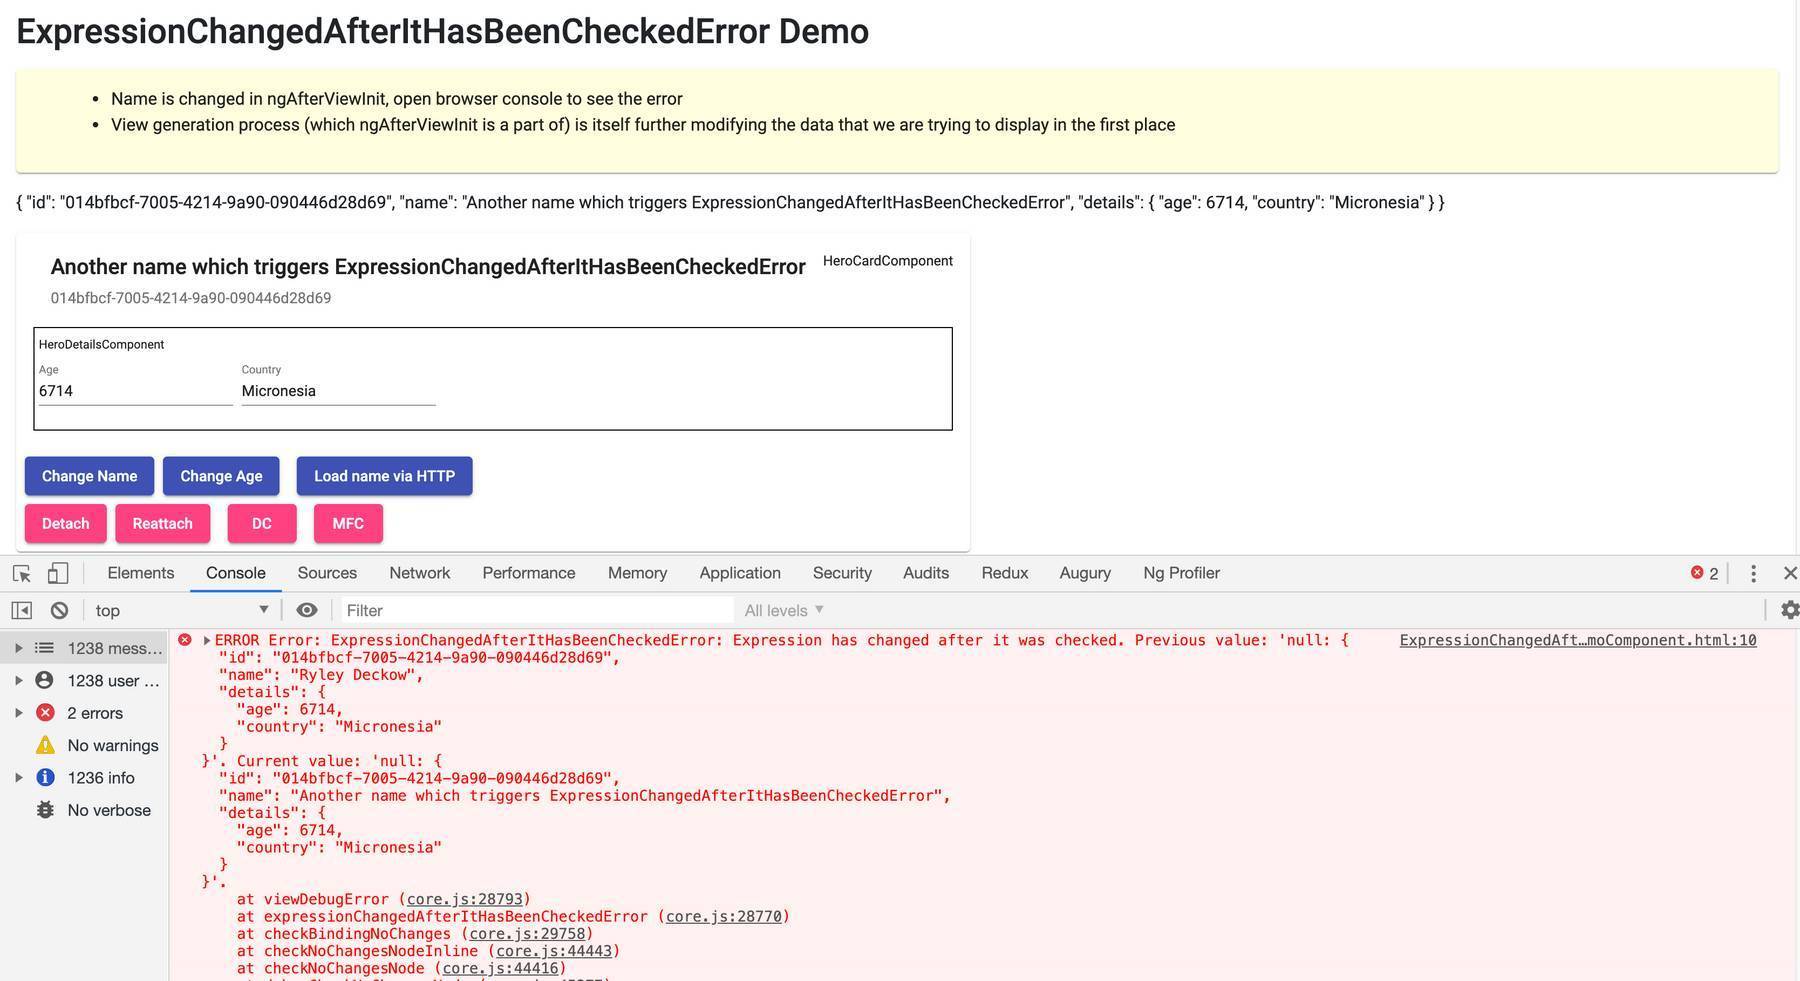 ExpressionChangedAfterItHasBeenCheckedError Demo
• Name is changed in ngAfterViewInit, open browser console to see the error
• View generation process (which ngAfterViewInit is a part of) is itself further modifying the data that we are trying to display in the first place
{ "id": "014bfbcf-7005-4214-9a90-090446d28d69", "name": "Another name which triggers ExpressionChangedAfterItHasBeenCheckedError", "details": { "age": 6714, "country": "Micronesia" } }
Another name which triggers ExpressionChangedAfterItHasBeenCheckedError
HeroCardComponent
014bfbcf-7005-4214-9a90-090446d28d69
HeroDetailsComponent
Age Country
6714 Micronesia
Change Name Change Age Load name via HTTP
Detach Reattach DC MFC
Elements Console Sources Network Performance Memory Application Security Audits Redux Augury Ng Profiler 2
top Filter All levels
1238 mess...
1238 user ...
2 errors
No warnings
1236 info
No verbose
ERROR Error: ExpressionChangedAfterItHasBeenCheckedError: Expression has changed after it was checked. Previous value: 'null: { ExpressionChangedAft…moComponent.html:10
"id": "014bfbcf-7005-4214-9a90-090446d28d69",
"name": "Ryley Deckow",
"details": {
"age": 6714,
"country": "Micronesia"
}
}'. Current value: 'null: {
"id": "014bfbcf-7005-4214-9a90-090446d28d69",
"name": "Another name which triggers ExpressionChangedAfterItHasBeenCheckedError",
"details": {
"age": 6714,
"country": "Micronesia"
}
}'.
at viewDebugError (core.js:28793)
at expressionChangedAfterItHasBeenCheckedError (core.js:28770)
at checkBindingNoChanges (core.js:29758)
at checkNoChangesNodeInline (core.js:44443)
at checkNoChangesNode (core.js:44416)